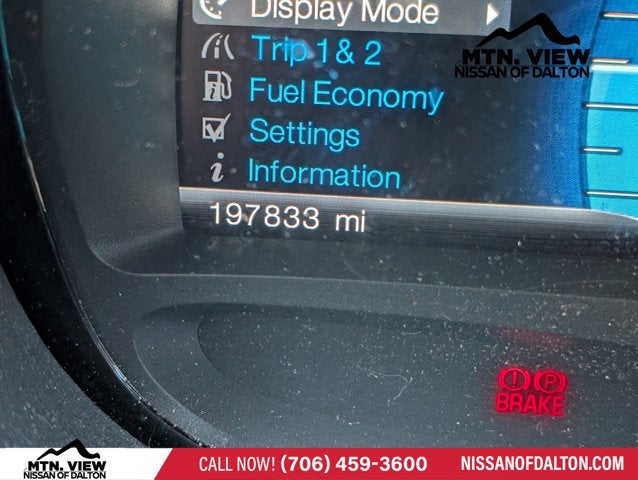 Display Mode
Trip 1 & 2
Fuel Economy
Settings
Information
197833 mi
MTN. VIEW
NISSAN OF DALTON
P
BRAKE
MTN. VIEW
NISSAN OF DALTON
CALL NOW! (706) 459-3600
NISSANOFDALTON.COM